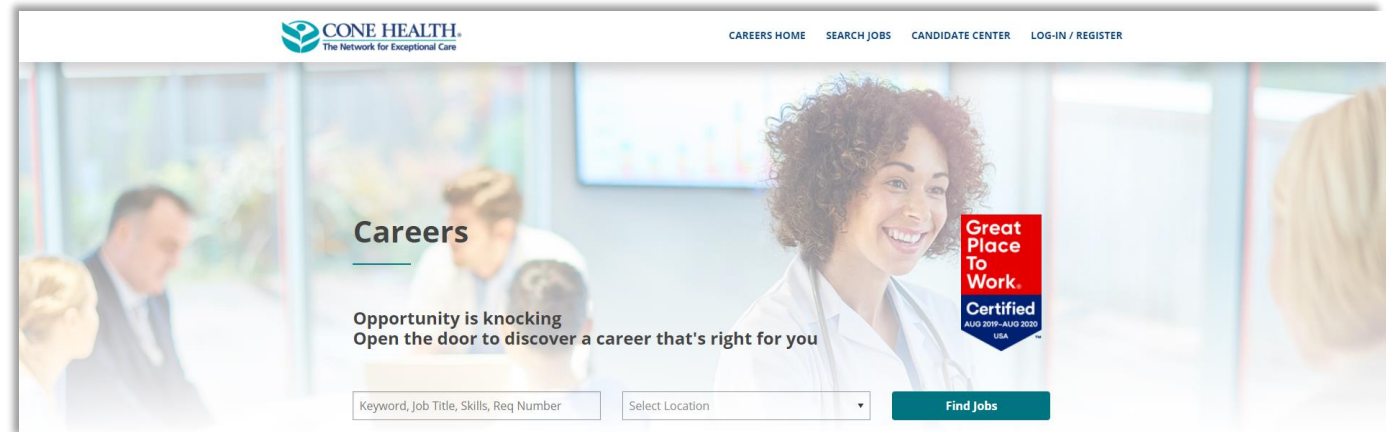 CONE HEALTH®
The Network for Exceptional Care
CAREERS HOME SEARCH JOBS CANDIDATE CENTER LOG-IN / REGISTER
Careers
Great
Place
To
Work®
Certified
AUG 2019–AUG 2020
USA
™
Opportunity is knocking
Open the door to discover a career that's right for you
Keyword, Job Title, Skills, Req Number
Select Location
Find Jobs